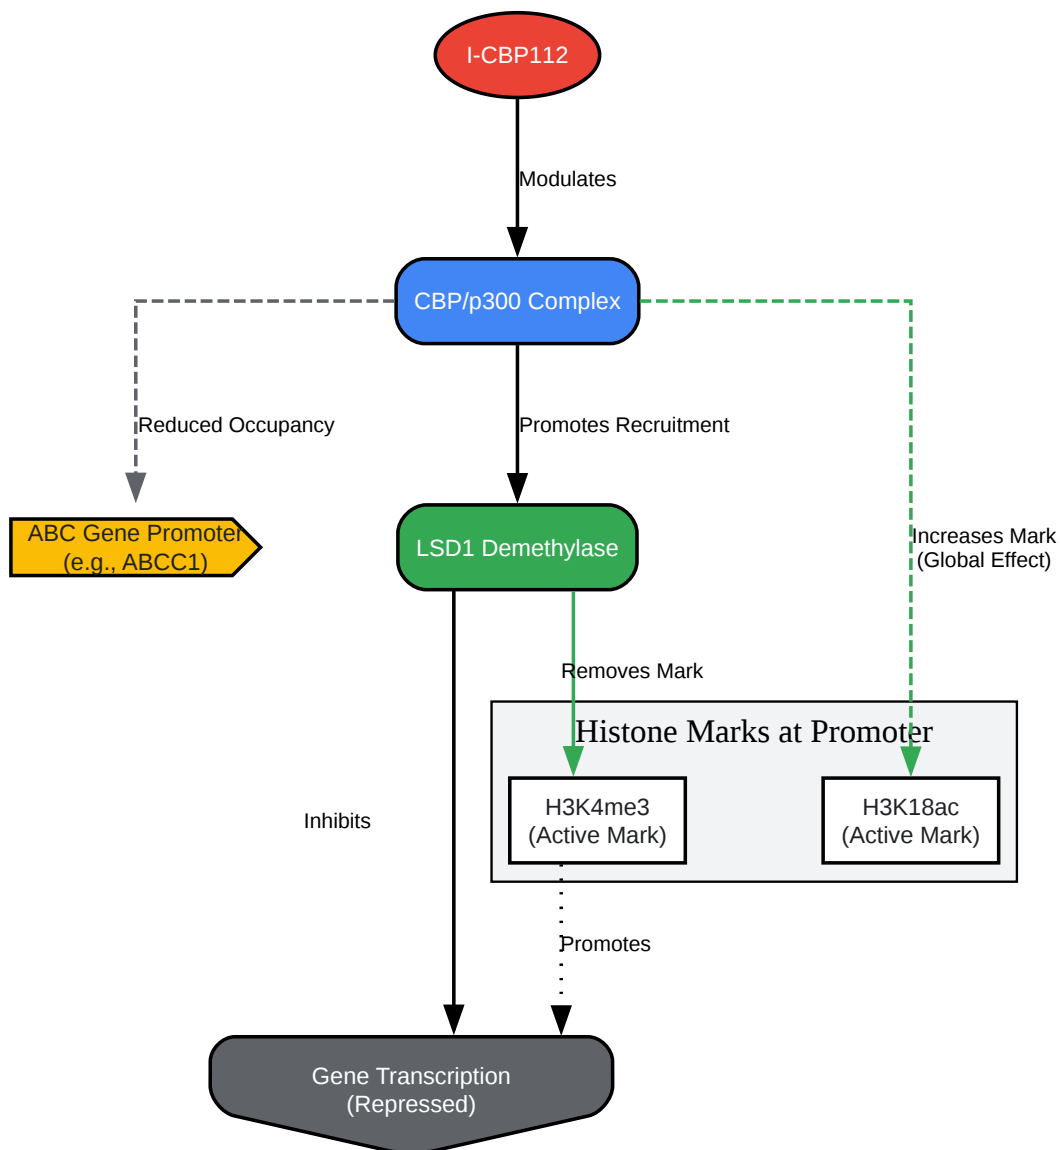 I-CBP112
Modulates
CBP/p300 Complex
Reduced Occupancy
Promotes Recruitment
ABC Gene Promoter
(e.g., ABCC1)
LSD1 Demethylase
Increases Mark
(Global Effect)
Removes Mark
Histone Marks at Promoter
H3K4me3
(Active Mark)
H3K18ac
(Active Mark)
Inhibits
Promotes
Gene Transcription
(Repressed)